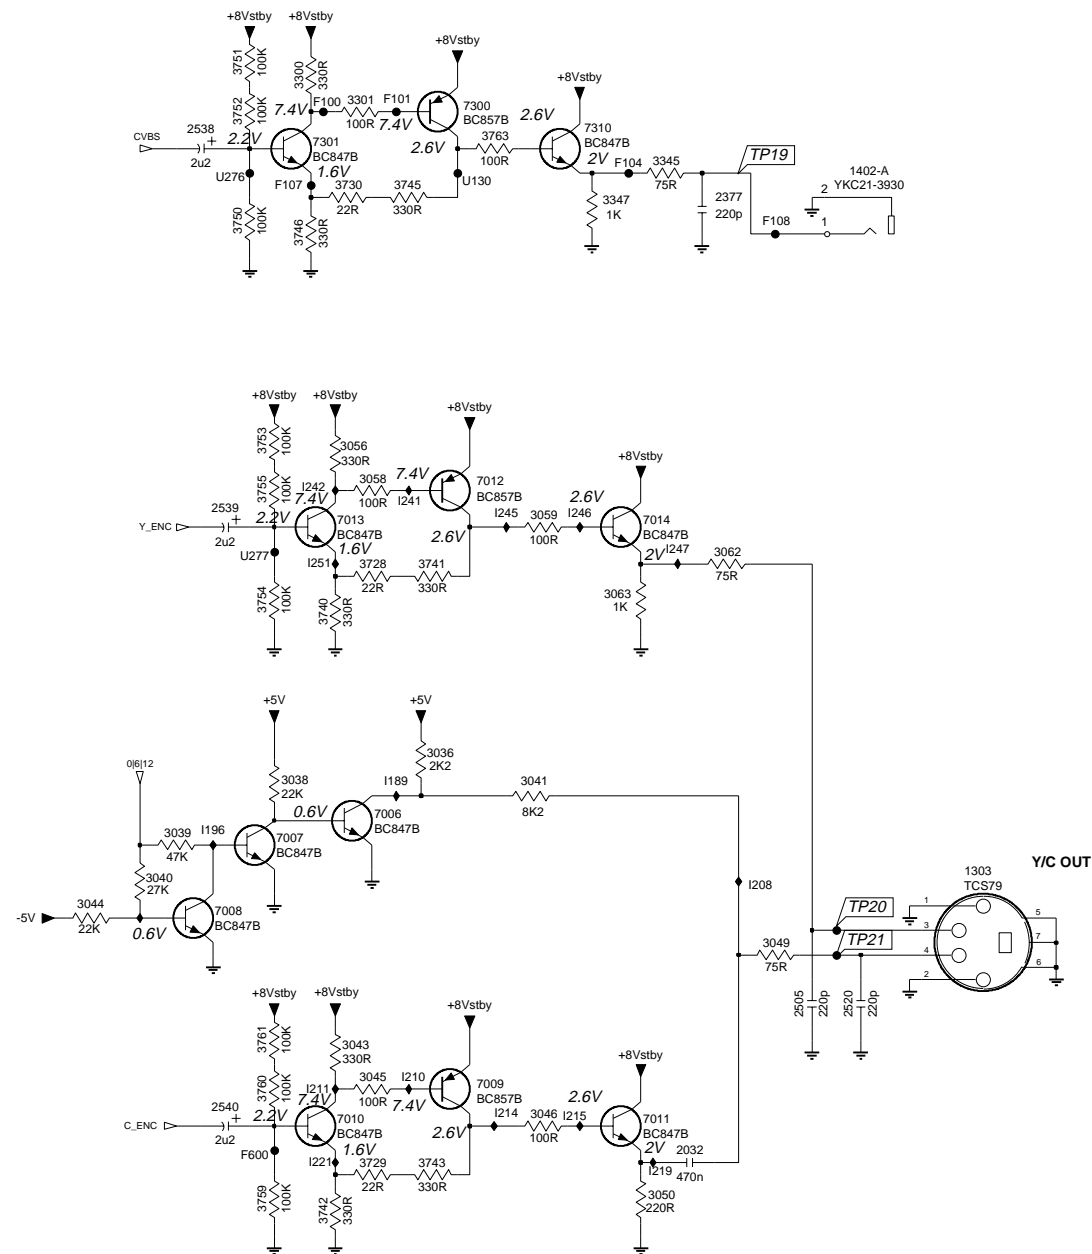 +8Vstby
+8Vstby
3751
100K
3300
330R
+8Vstby
3752
100K
7.4V
F100
3301
100R
F101
7.4V
7300
BC857B
+8Vstby
CVBS
2538
+
2u2
2.2V
7301
BC847B
1.6V
2.6V
3763
100R
2.6V
7310
BC847B
2V
F104
3345
75R
TP19
U276
F107
3730
22R
3745
330R
U130
3750
100K
3746
330R
3347
1K
2377
220p
1402-A
YKC21-3930
2
F108
1
+8Vstby
+8Vstby
+8Vstby
3753
100K
3056
330R
3755
100K
I242
7.4V
3058
100R
7.4V
I241
7012
BC857B
+8Vstby
Y_ENC
2539
+
2u2
2.2V
7013
BC847B
1.6V
2.6V
I245
3059
100R
2.6V
I246
7014
BC847B
2V
I247
3062
75R
U277
I251
3728
22R
3741
330R
3754
100K
3740
330R
3063
1K
+5V
+5V
0|6|12
3038
22K
I189
3036
2K2
3041
8K2
3039
47K
I196
7007
BC847B
0.6V
7006
BC847B
3040
27K
-5V
3044
22K
0.6V
7008
BC847B
I208
Y/C OUT
1303
TCS79
TP20
TP21
1
3
4
2
5
7
6
3049
75R
2505
220p
2520
220p
+8Vstby
+8Vstby
+8Vstby
3761
100K
3043
330R
3760
100K
I211
7.4V
3045
100R
I210
7.4V
7009
BC857B
+8Vstby
C_ENC
2540
+
2u2
2.2V
7010
BC847B
1.6V
2.6V
I214
3046
100R
2.6V
I215
7011
BC847B
2V
I219
2032
470n
F600
I221
3729
22R
3743
330R
3759
100K
3742
330R
3050
220R